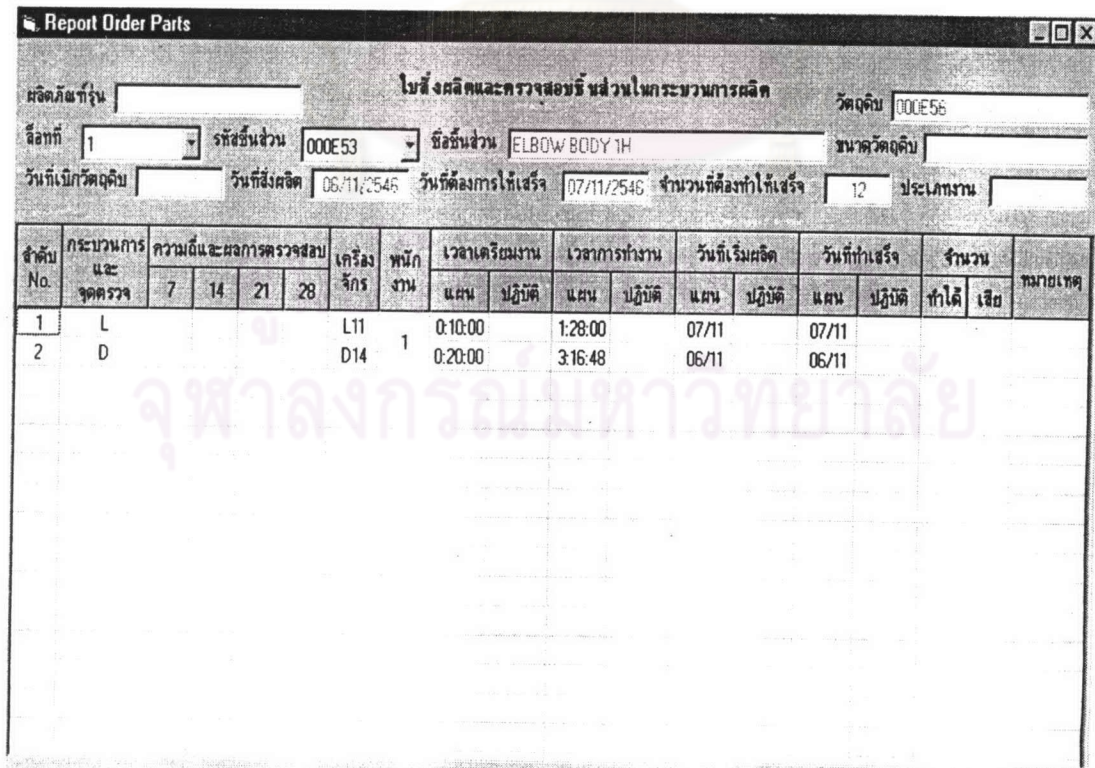 Report Order Parts
ใบสั่งผลิตและตรวจสอบชิ้นส่วนในกระบวนการผลิต
ผลิตภัณฑ์รุ่น วัตถุดิบ 000E56
ล็อทที่ 1 รหัสชิ้นส่วน 000E53 ชื่อชิ้นส่วน ELBOW BODY 1H ขนาดวัตถุดิบ
วันที่เบิกวัตถุดิบ วันที่สั่งผลิต 06/11/2546 วันที่ต้องการให้เสร็จ 07/11/2546 จำนวนที่ต้องทำให้เสร็จ 12 ประเภทงาน
ลำดับ No. กระบวนการ และ จุดตรวจ ความถี่และผลการตรวจสอบ เครื่องจักร พนักงาน เวลาเตรียมงาน เวลาการทำงาน วันที่เริ่มผลิต วันที่ทำเสร็จ จำนวน หมายเหตุ
7 14 21 28 แผน ปฏิบัติ แผน ปฏิบัติ แผน ปฏิบัติ แผน ปฏิบัติ ทำได้ เสีย
1 L L11 1 0:10:00 1:28:00 07/11 07/11
2 D D14 0:20:00 3:16:48 06/11 06/11
จุฬาลงกรณ์มหาวิทยาลัย